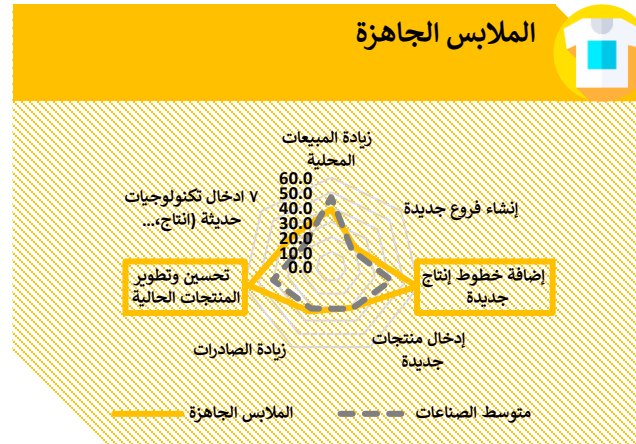 الملابس الجاهزة
زيادة المبيعات
المحلية
إنشاء فروع جديدة
إضافة خطوط إنتاج
جديدة
إدخال منتجات
جديدة
زيادة الصادرات
تحسين وتطوير
المنتجات الحالية
٧ ادخال تكنولوجيات
حديثة (انتاج،...
60.0
50.0
40.0
30.0
20.0
10.0
0.0
متوسط الصناعات
الملابس الجاهزة